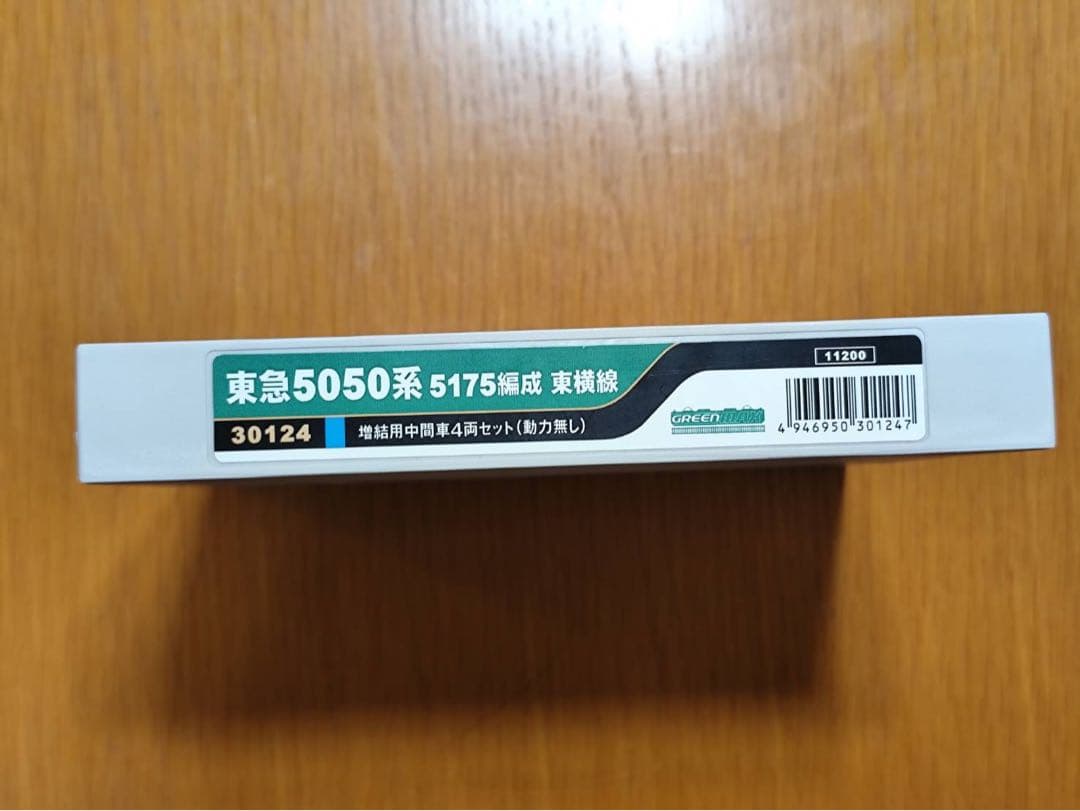 東急5050系 5175編成 東横線
11200
30124
増結用中間車4両セット(動力無し)
GREENMAX
4 946950 301247